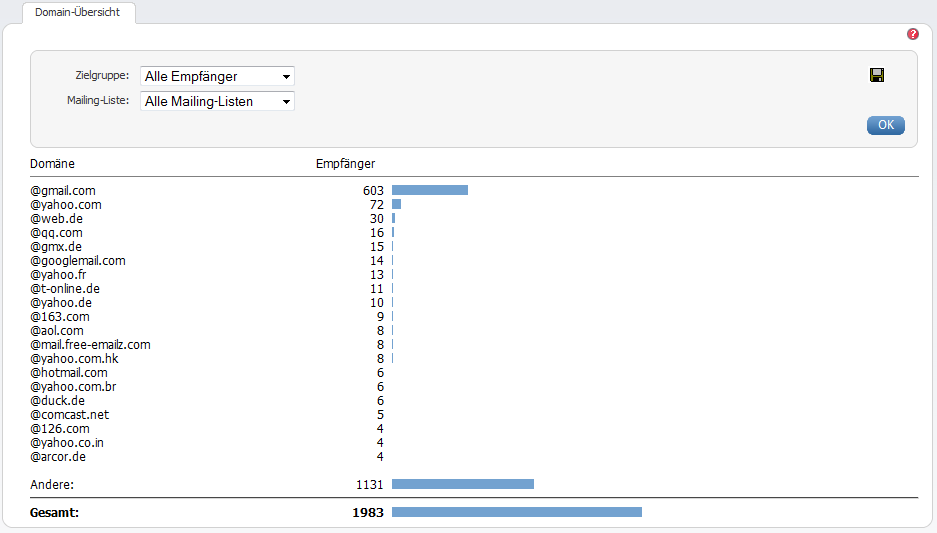 Domain-Übersicht
?
Zielgruppe: Alle Empfänger
Mailing-Liste: Alle Mailing-Listen
OK
Domäne Empfänger
@gmail.com 603
@yahoo.com 72
@web.de 30
@qq.com 16
@gmx.de 15
@googlemail.com 14
@yahoo.fr 13
@t-online.de 11
@yahoo.de 10
@163.com 9
@aol.com 8
@mail.free-emailz.com 8
@yahoo.com.hk 8
@hotmail.com 6
@yahoo.com.br 6
@duck.de 6
@comcast.net 5
@126.com 4
@yahoo.co.in 4
@arcor.de 4
Andere: 1131
Gesamt: 1983